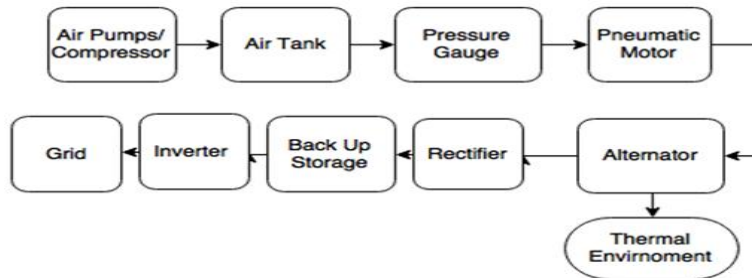 Air Pumps/
Compressor
Air Tank
Pressure
Gauge
Pneumatic
Motor
Grid
Inverter
Back Up
Storage
Rectifier
Alternator
Thermal
Envirnoment